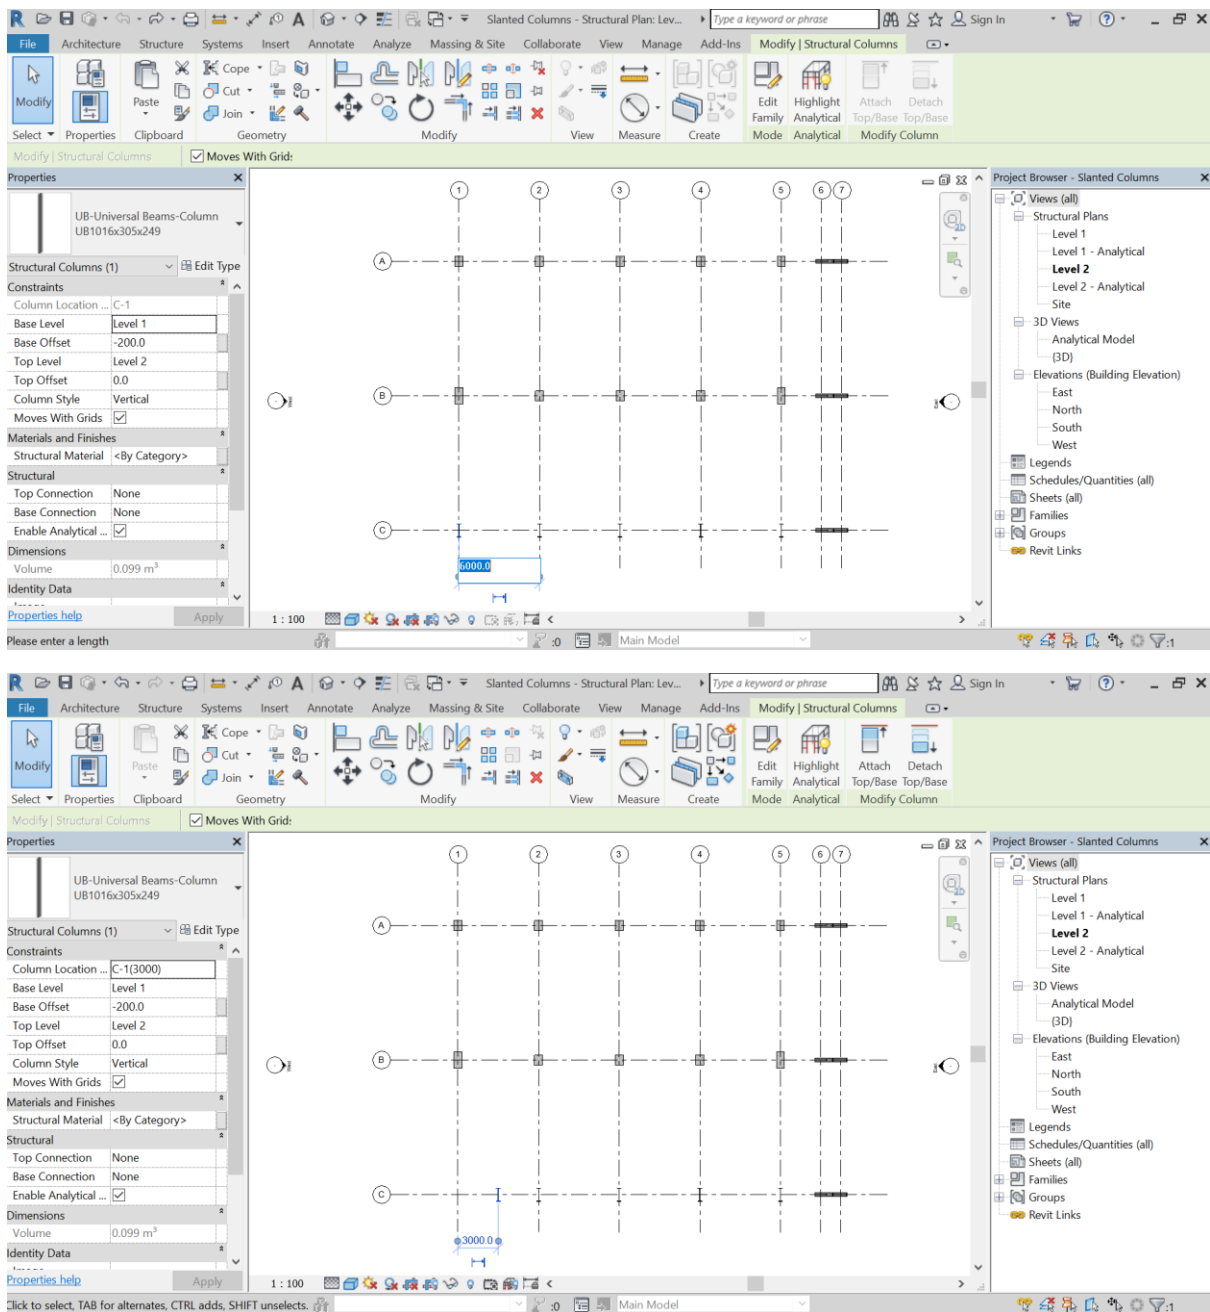 Slanted Columns - Structural Plan: Lev...
Type a keyword or phrase
Sign In
File Architecture Structure Systems Insert Annotate Analyze Massing & Site Collaborate View Manage Add-Ins Modify | Structural Columns
Modify
Paste
Cope
Cut
Join
Edit Family
Highlight Analytical
Attach Top/Base
Detach Top/Base
Select Properties Clipboard Geometry Modify View Measure Create Mode Analytical Modify Column
Modify | Structural Columns
Moves With Grids
Properties
UB-Universal Beams-Column
UB1016x305x249
Structural Columns (1)
Edit Type
Constraints
Column Location ... C-1
Base Level Level 1
Base Offset -200.0
Top Level Level 2
Top Offset 0.0
Column Style Vertical
Moves With Grids
Materials and Finishes
Structural Material <By Category>
Structural
Top Connection None
Base Connection None
Enable Analytical ...
Dimensions
Volume 0.099 m³
Identity Data
Properties help
Apply
1 2 3 4 5 6 7
A
B
C
6000.0
1 : 100
Project Browser - Slanted Columns
Views (all)
Structural Plans
Level 1
Level 1 - Analytical
Level 2
Level 2 - Analytical
Site
3D Views
Analytical Model
{3D}
Elevations (Building Elevation)
East
North
South
West
Legends
Schedules/Quantities (all)
Sheets (all)
Families
Groups
Revit Links
Please enter a length
:0
Main Model
:1
Slanted Columns - Structural Plan: Lev...
Type a keyword or phrase
Sign In
File Architecture Structure Systems Insert Annotate Analyze Massing & Site Collaborate View Manage Add-Ins Modify | Structural Columns
Modify
Paste
Cope
Cut
Join
Edit Family
Highlight Analytical
Attach Top/Base
Detach Top/Base
Select Properties Clipboard Geometry Modify View Measure Create Mode Analytical Modify Column
Modify | Structural Columns
Moves With Grids
Properties
UB-Universal Beams-Column
UB1016x305x249
Structural Columns (1)
Edit Type
Constraints
Column Location ... C-1(3000)
Base Level Level 1
Base Offset -200.0
Top Level Level 2
Top Offset 0.0
Column Style Vertical
Moves With Grids
Materials and Finishes
Structural Material <By Category>
Structural
Top Connection None
Base Connection None
Enable Analytical ...
Dimensions
Volume 0.099 m³
Identity Data
Properties help
Apply
1 2 3 4 5 6 7
A
B
C
3000.0
1 : 100
Project Browser - Slanted Columns
Views (all)
Structural Plans
Level 1
Level 1 - Analytical
Level 2
Level 2 - Analytical
Site
3D Views
Analytical Model
{3D}
Elevations (Building Elevation)
East
North
South
West
Legends
Schedules/Quantities (all)
Sheets (all)
Families
Groups
Revit Links
Click to select, TAB for alternates, CTRL adds, SHIFT unselects.
:0
Main Model
:1